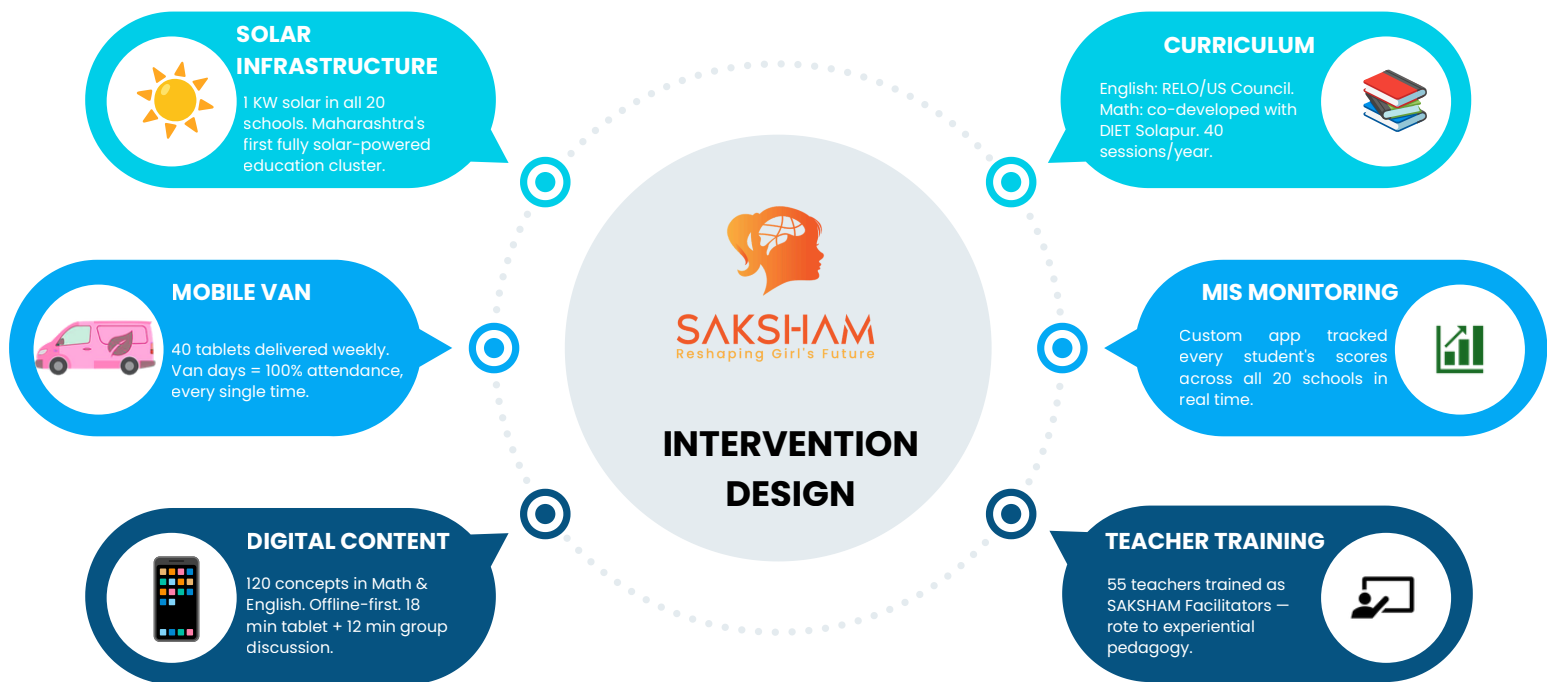 SOLAR
INFRASTRUCTURE
1 KW solar in all 20
schools. Maharashtra's
first fully solar-powered
education cluster.
CURRICULUM
English: RELO/US Council.
Math: co-developed with
DIET Solapur. 40
sessions/year.
MOBILE VAN
40 tablets delivered weekly.
Van days = 100% attendance,
every single time.
SAKSHAM
Reshaping Girl's Future
INTERVENTION
DESIGN
MIS MONITORING
Custom app tracked
every student's scores
across all 20 schools in
real time.
DIGITAL CONTENT
120 concepts in Math &
English. Offline-first. 18
min tablet + 12 min group
discussion.
TEACHER TRAINING
55 teachers trained as
SAKSHAM Facilitators —
rote to experiential
pedagogy.